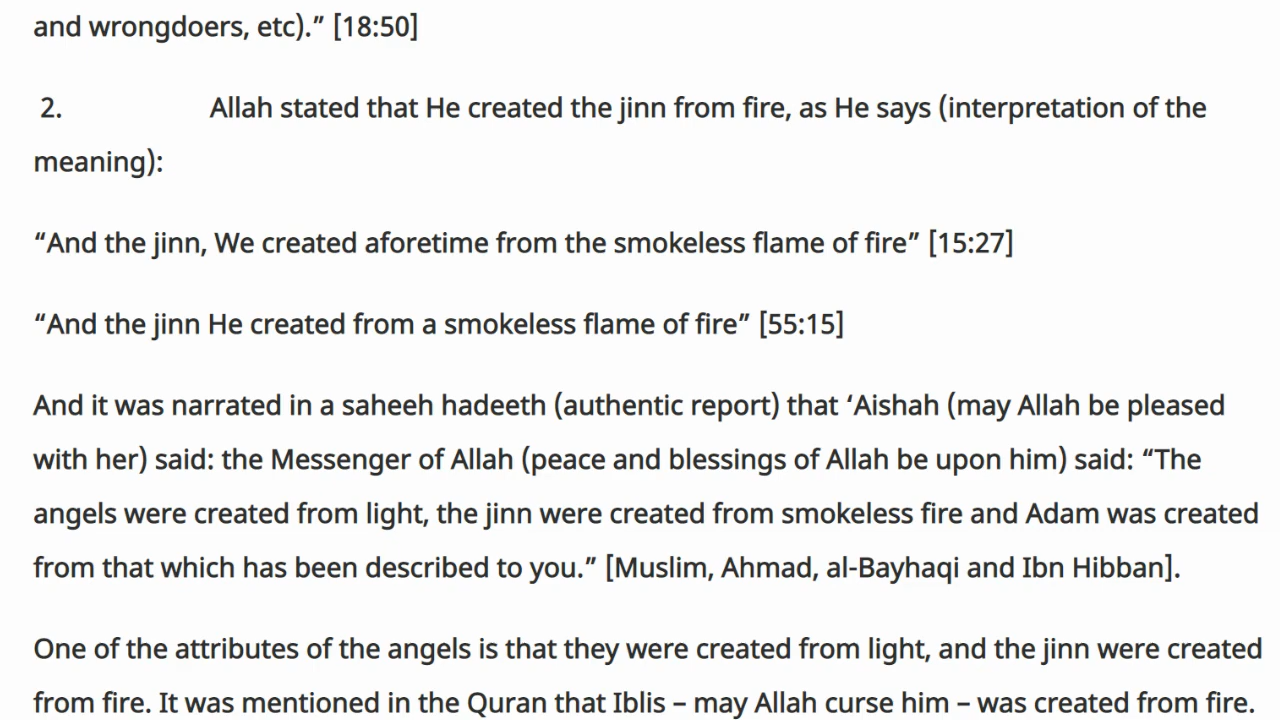 and wrongdoers, etc).” [18:50]
2. Allah stated that He created the jinn from fire, as He says (interpretation of the
meaning):
“And the jinn, We created aforetime from the smokeless flame of fire” [15:27]
“And the jinn He created from a smokeless flame of fire” [55:15]
And it was narrated in a saheeh hadeeth (authentic report) that ‘Aishah (may Allah be pleased
with her) said: the Messenger of Allah (peace and blessings of Allah be upon him) said: “The
angels were created from light, the jinn were created from smokeless fire and Adam was created
from that which has been described to you.” [Muslim, Ahmad, al-Bayhaqi and Ibn Hibban].
One of the attributes of the angels is that they were created from light, and the jinn were created
from fire. It was mentioned in the Quran that Iblis – may Allah curse him – was created from fire.